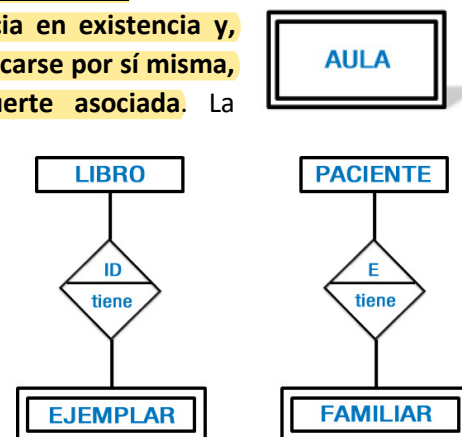 cia en existencia y,
carse por sí misma,
uerte asociada. La
AULA
LIBRO
PACIENTE
ID
tiene
E
tiene
EJEMPLAR
FAMILIAR